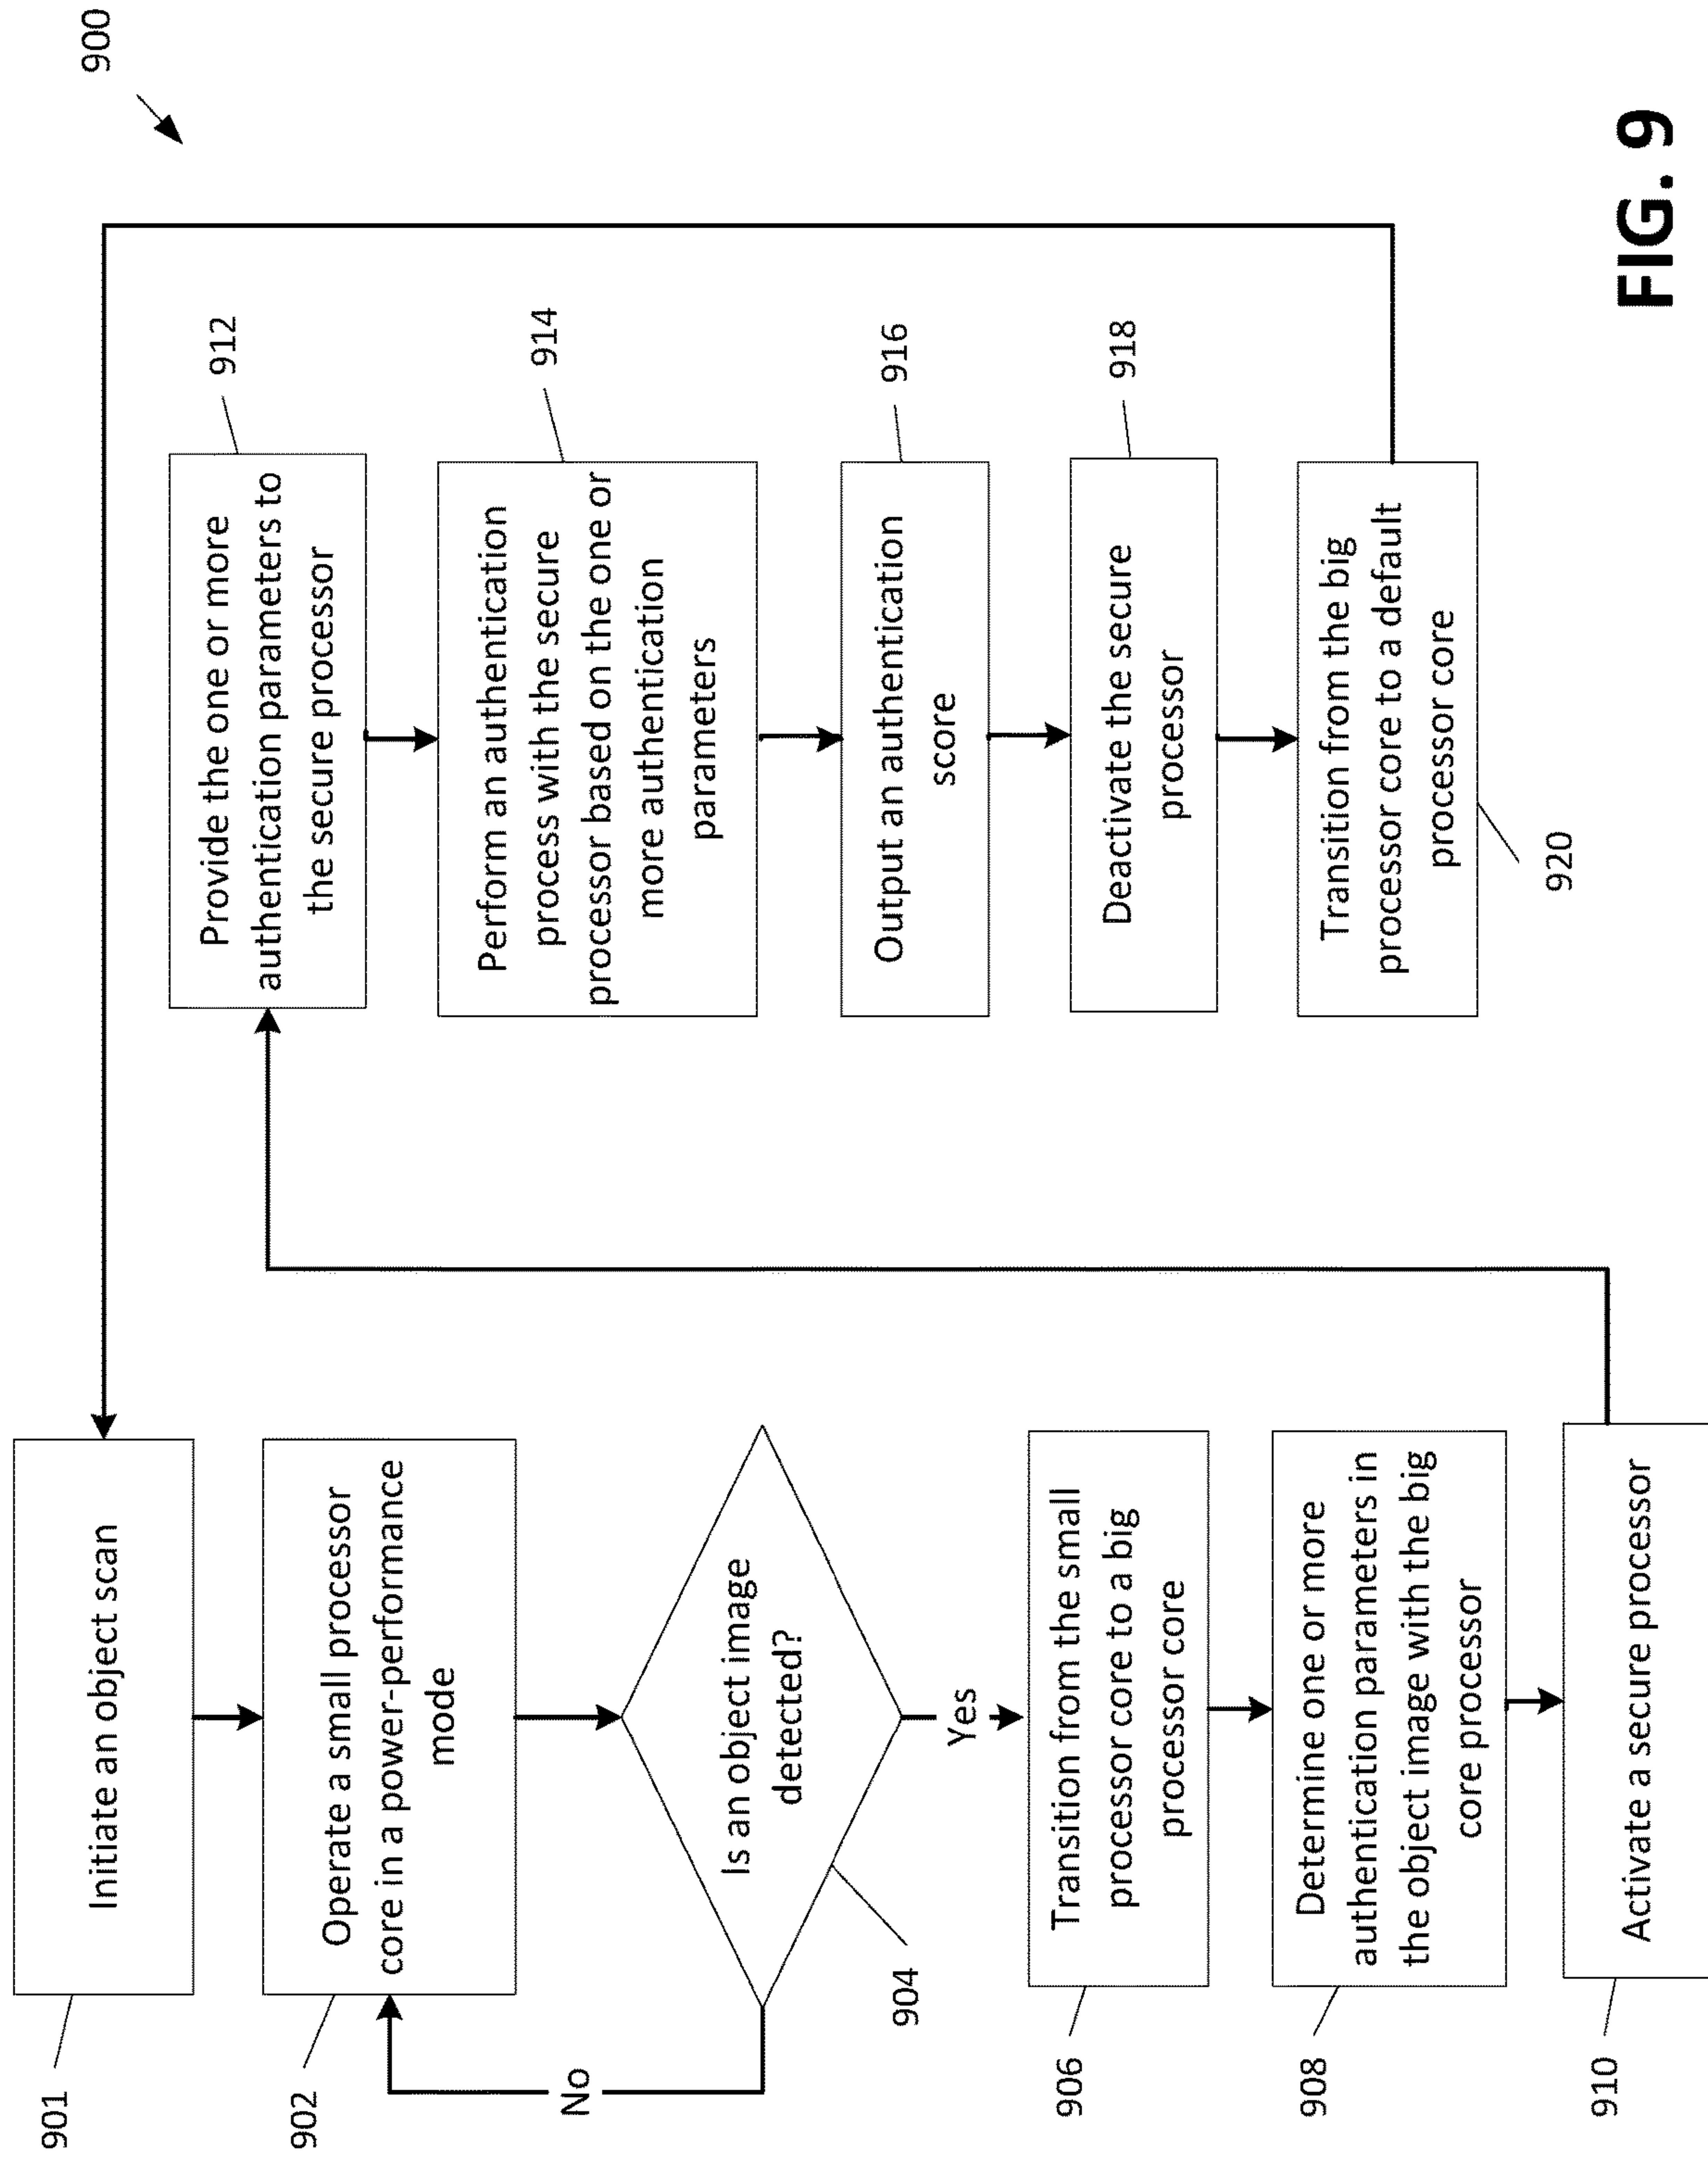 900
901
Initiate an object scan
902
Operate a small processor
core in a power-performance
mode
No
Is an object image
detected?
904
Yes
906
Transition from the small
processor core to a big
processor core
908
Determine one or more
authentication parameters in
the object image with the big
core processor
910
Activate a secure processor
912
Provide the one or more
authentication parameters to
the secure processor
914
Perform an authentication
process with the secure
processor based on the one or
more authentication
parameters
916
Output an authentication
score
918
Deactivate the secure
processor
Transition from the big
processor core to a default
processor core
920
FIG. 9